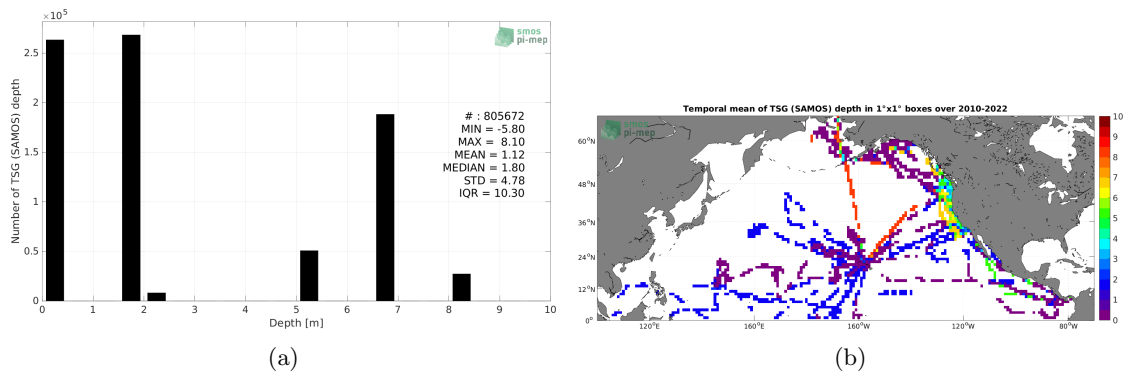 ×10⁵
smos
pi-mep
2.5
2
1.5
1
0.5
0
Number of TSG (SAMOS) depth
# : 805672
MIN = -5.80
MAX = 8.10
MEAN = 1.12
MEDIAN = 1.80
STD = 4.78
IQR = 10.30
0 1 2 3 4 5 6 7 8 9 10
Depth [m]
(a)
Temporal mean of TSG (SAMOS) depth in 1°x1° boxes over 2010-2022
smos
pi-mep
60°N
48°N
36°N
24°N
12°N
0°
120°E 160°E 160°W 120°W 80°W
10
9
8
7
6
5
4
3
2
1
0
(b)